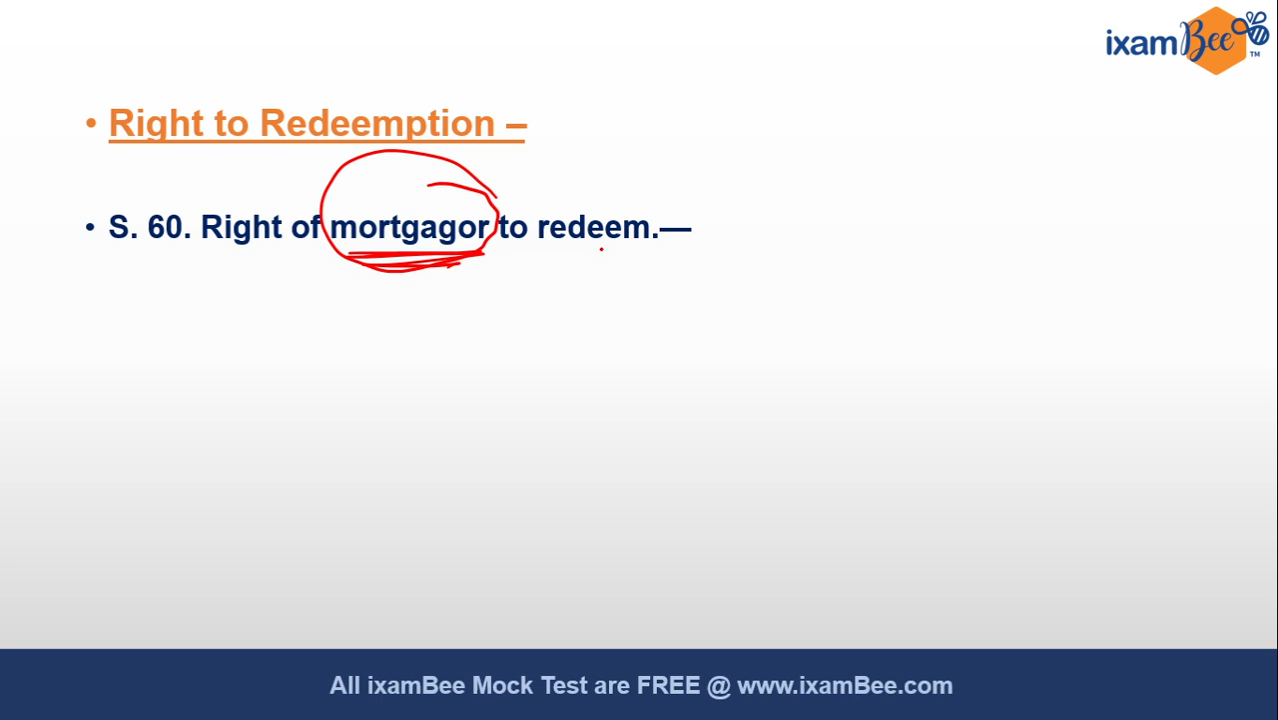 ixamBee
TM
• Right to Redeemption –
• S. 60. Right of mortgagor to redeem.—
All ixamBee Mock Test are FREE @ www.ixamBee.com